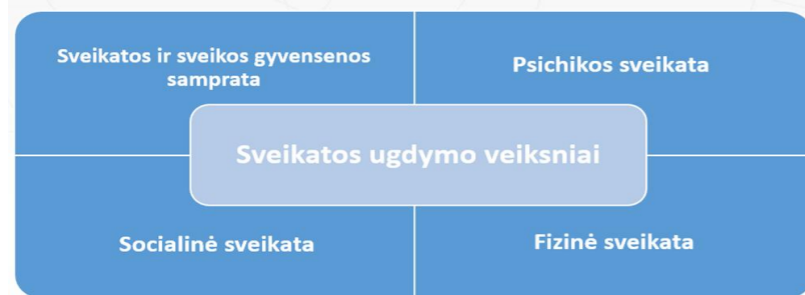 Sveikatos ir sveikos gyvensenos
samprata
Psichikos sveikata
Sveikatos ugdymo veiksniai
Socialinė sveikata
Fizinė sveikata